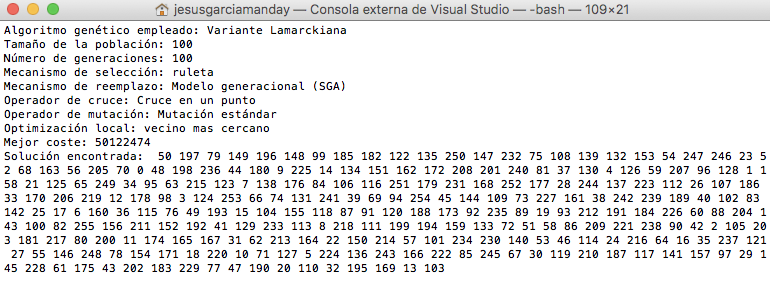 jesusgarciamanday — Consola externa de Visual Studio — -bash — 109×21
Algoritmo genético empleado: Variante Lamarckiana
Tamaño de la población: 100
Número de generaciones: 100
Mecanismo de selección: ruleta
Mecanismo de reemplazo: Modelo generacional (SGA)
Operador de cruce: Cruce en un punto
Operador de mutación: Mutación estándar
Optimización local: vecino mas cercano
Mejor coste: 50122474
Solución encontrada:  50 197 79 149 196 148 99 185 182 122 135 250 147 232 75 108 139 132 153 54 247 246 23 5
2 68 163 56 205 70 0 48 198 236 44 180 9 225 14 134 151 162 172 208 201 240 81 37 130 4 126 59 207 96 128 1 1
58 21 125 65 249 34 95 63 215 123 7 138 176 84 106 116 251 179 231 168 252 177 28 244 137 223 112 26 107 186
33 170 206 219 12 178 98 3 124 253 66 74 131 241 39 69 94 254 45 144 109 73 227 161 38 242 239 189 40 102 83
142 25 17 6 160 36 115 76 49 193 15 104 155 118 87 91 120 188 173 92 235 89 19 93 212 191 184 226 60 88 204 1
43 100 82 255 156 211 152 192 41 129 233 113 8 218 111 199 194 159 133 72 51 58 86 209 221 238 90 42 2 105 20
3 181 217 80 200 11 174 165 167 31 62 213 164 22 150 214 57 101 234 230 140 53 46 114 24 216 64 16 35 237 121
27 55 146 248 78 154 171 18 220 10 71 127 5 224 136 243 166 222 85 245 67 30 119 210 187 117 141 157 97 29 1
45 228 61 175 43 202 183 229 77 47 190 20 110 32 195 169 13 103